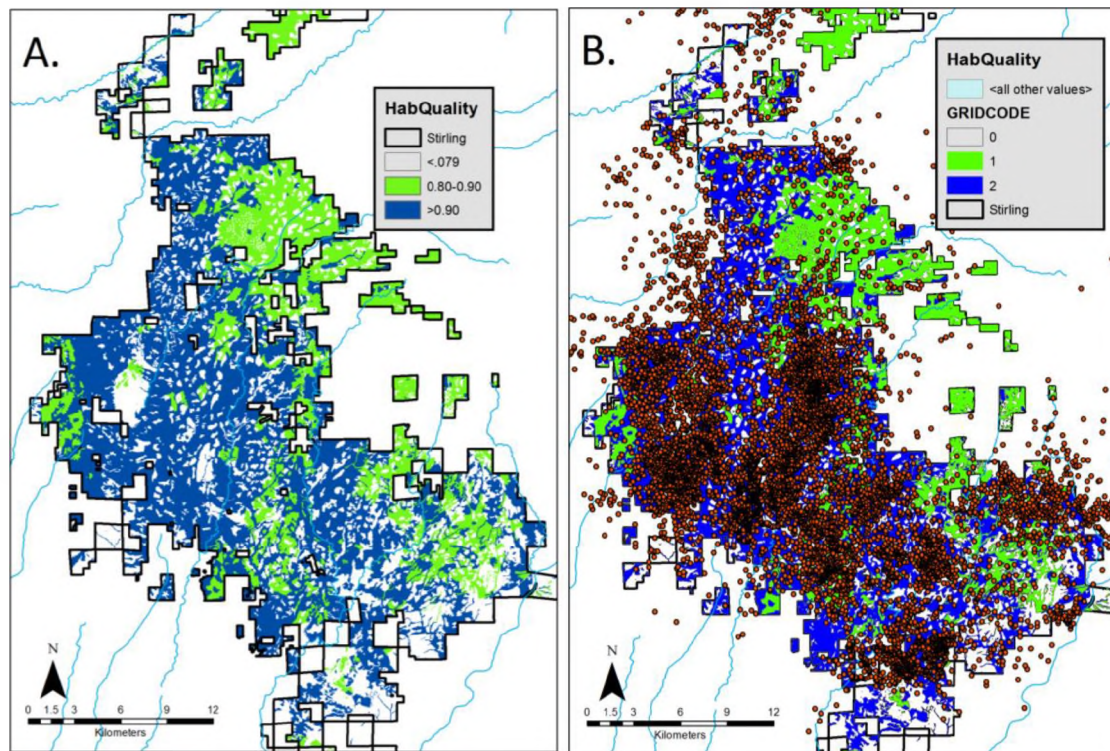 A.
HabQuality
Stirling
<.079
0.80-0.90
>0.90
N
0 1.5 3 6 9 12
Kilometers
B.
HabQuality
<all other values>
GRIDCODE
0
1
2
Stirling
N
0 1.5 3 6 9 12
Kilometers